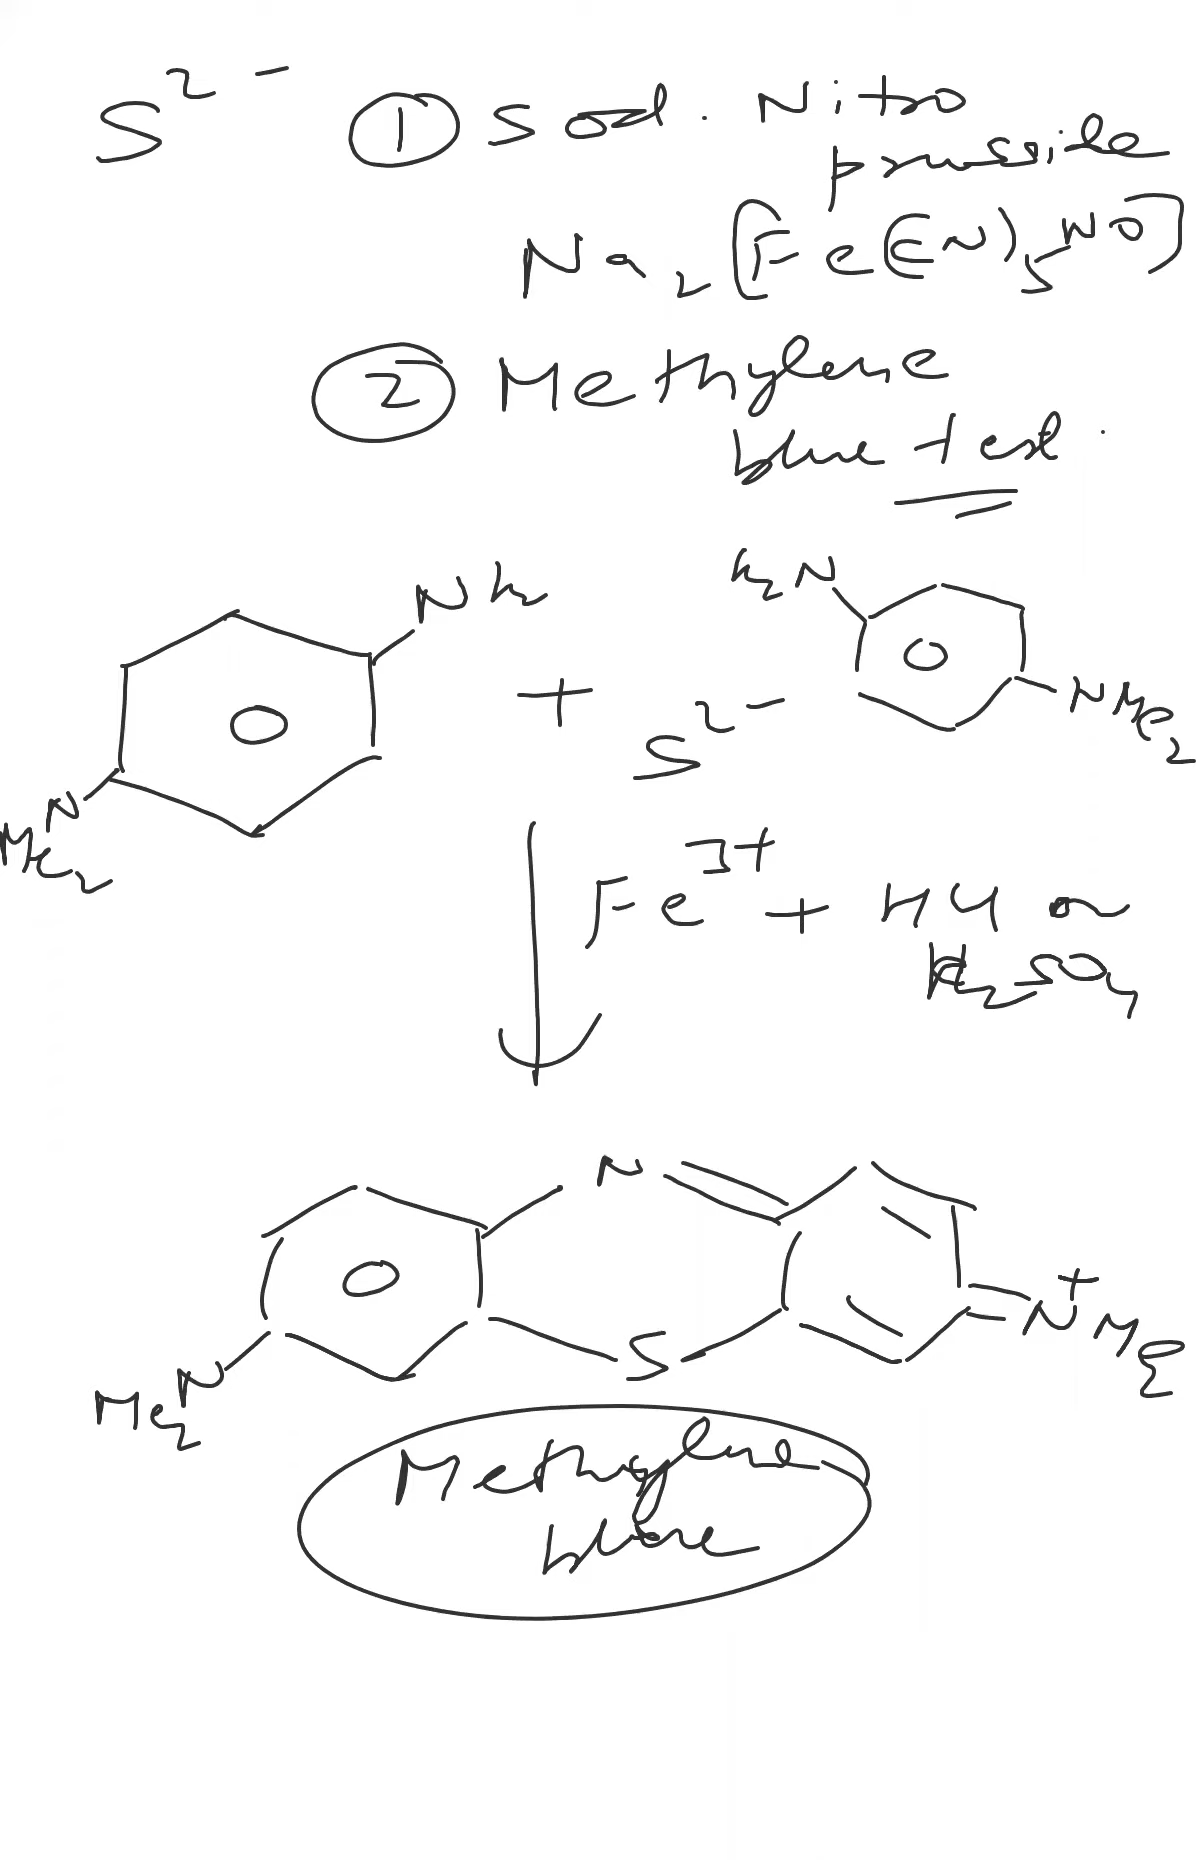 S²⁻ ① Sod. Nitro
prusside
Na₂[Fe(CN)₅NO]
② Methylene
blue test.
NH₂
H₂N
+
S²⁻
NMe₂
NMe₂
Fe³⁺ + HCl or
H₂SO₄
N
N⁺Me₂
S
Me₂N
Methylene
blue